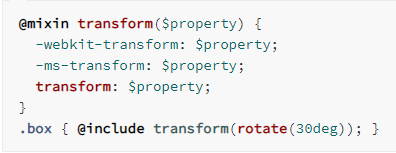 @mixin transform($property) {
  -webkit-transform: $property;
  -ms-transform: $property;
  transform: $property;
}
.box { @include transform(rotate(30deg)); }